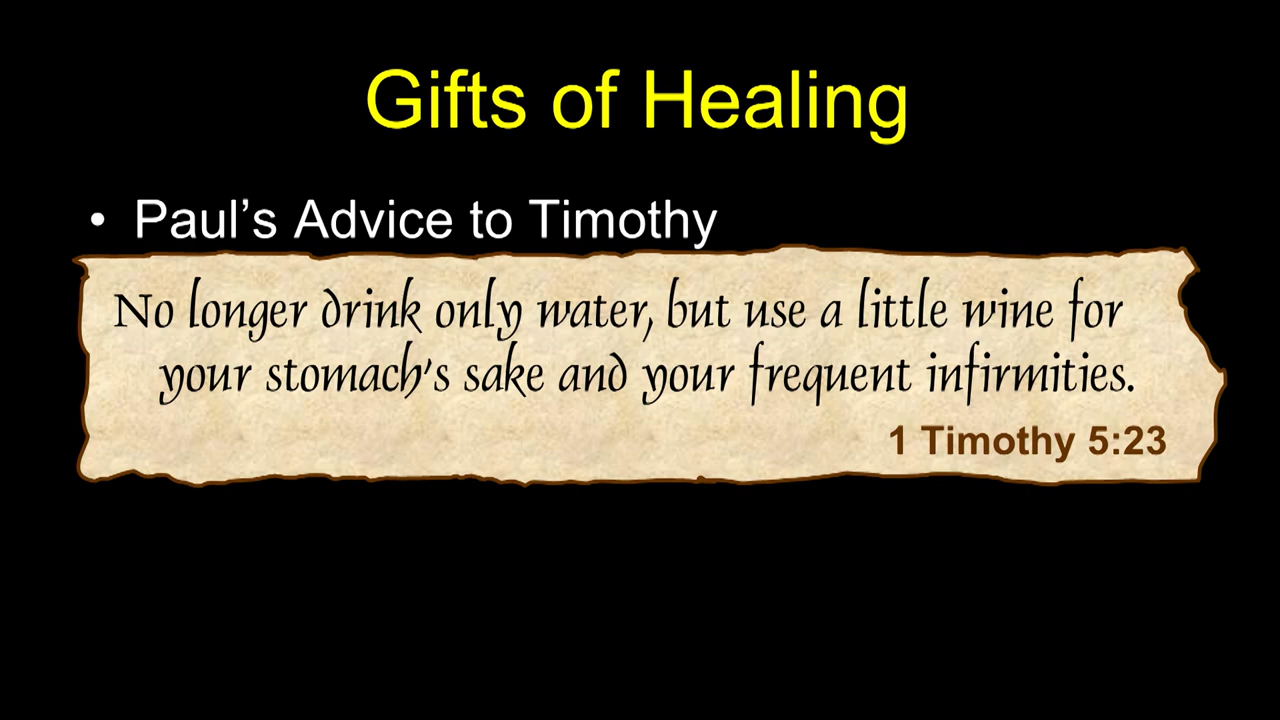 Gifts of Healing
• Paul’s Advice to Timothy
No longer drink only water, but use a little wine for
your stomach’s sake and your frequent infirmities.
1 Timothy 5:23